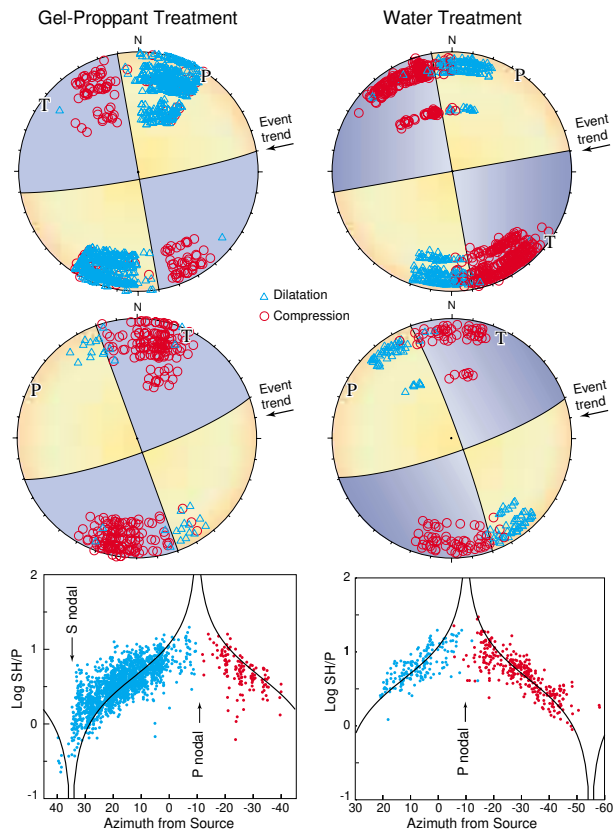 Gel-Proppant Treatment
Water Treatment
N
P
T
Event
trend
N
P
T
Event
trend
Dilatation
Compression
N
T
P
Event
trend
N
T
P
Event
trend
2
1
0
-1
Log SH/P
S nodal
P nodal
40 30 20 10 0 -10 -20 -30 -40
Azimuth from Source
2
1
0
-1
Log SH/P
P nodal
30 20 10 0 -10 -20 -30 -40 -50 -60
Azimuth from Source